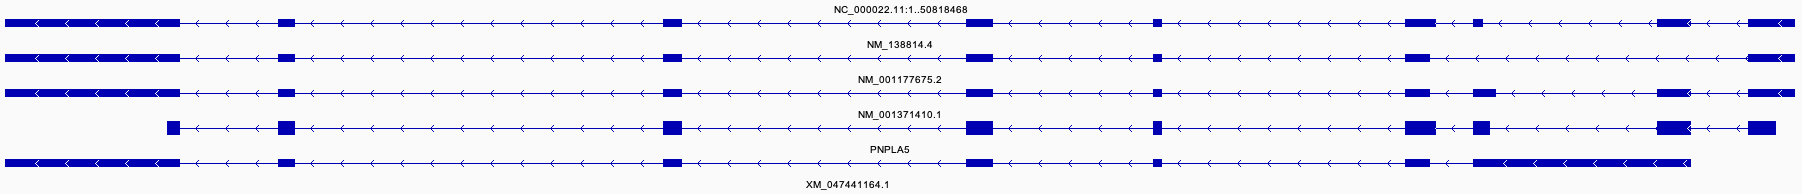 NC_000022.11:1..50818468
NM_138814.4
NM_001177675.2
NM_001371410.1
PNPLA5
XM_047441164.1